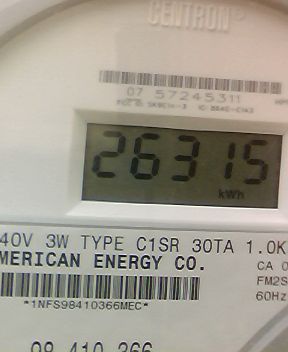 CENTRON®
07 57245311
26315
kWh
40V 3W TYPE C1SR 30TA 1.0K
MERICAN ENERGY CO.
CA 0
FM2S
60Hz
*1NFS98410366MEC*
98 410 366